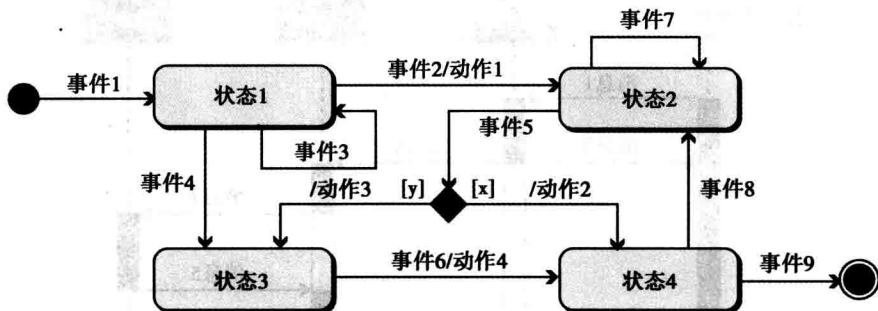 事件7
事件1
状态1
事件2/动作1
状态2
事件5
事件3
事件4
/动作3
[y]
[x]
/动作2
事件8
状态3
事件6/动作4
状态4
事件9